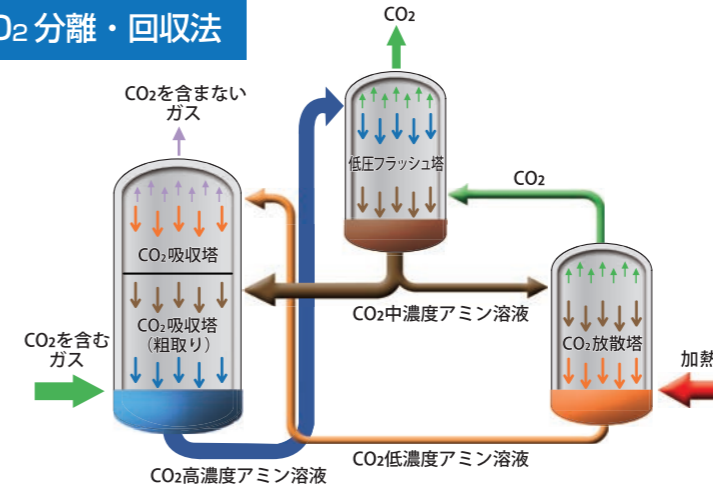 O2 分離・回収法
CO2
CO2を含まない
ガス
低圧フラッシュ塔
CO2
CO2吸収塔
CO2中濃度アミン溶液
CO2吸収塔
(粗取り)
CO2を含む
ガス
CO2放散塔
加熱
CO2低濃度アミン溶液
CO2高濃度アミン溶液